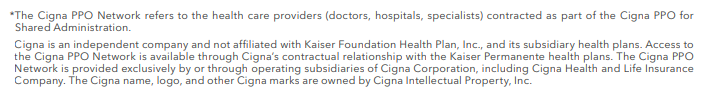 *The Cigna PPO Network refers to the health care providers (doctors, hospitals, specialists) contracted as part of the Cigna PPO for
Shared Administration.
Cigna is an independent company and not affiliated with Kaiser Foundation Health Plan, Inc., and its subsidiary health plans. Access to
the Cigna PPO Network is available through Cigna's contractual relationship with the Kaiser Permanente health plans. The Cigna PPO
Network is provided exclusively by or through operating subsidiaries of Cigna Corporation, including Cigna Health and Life Insurance
Company. The Cigna name, logo, and other Cigna marks are owned by Cigna Intellectual Property, Inc.